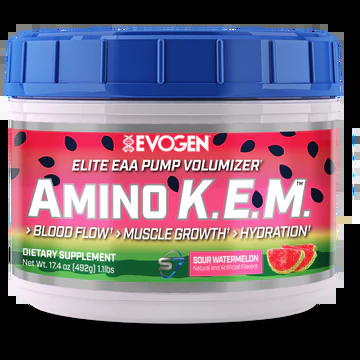 EVOGEN
ELITE EAA PUMP VOLUMIZER†
AMINO K.E.M.™
> BLOOD FLOW† > MUSCLE GROWTH† > HYDRATION†
DIETARY SUPPLEMENT
Net Wt. 17.4 oz (492g) 1.1lbs
SOUR WATERMELON
Natural and Artificial Flavors